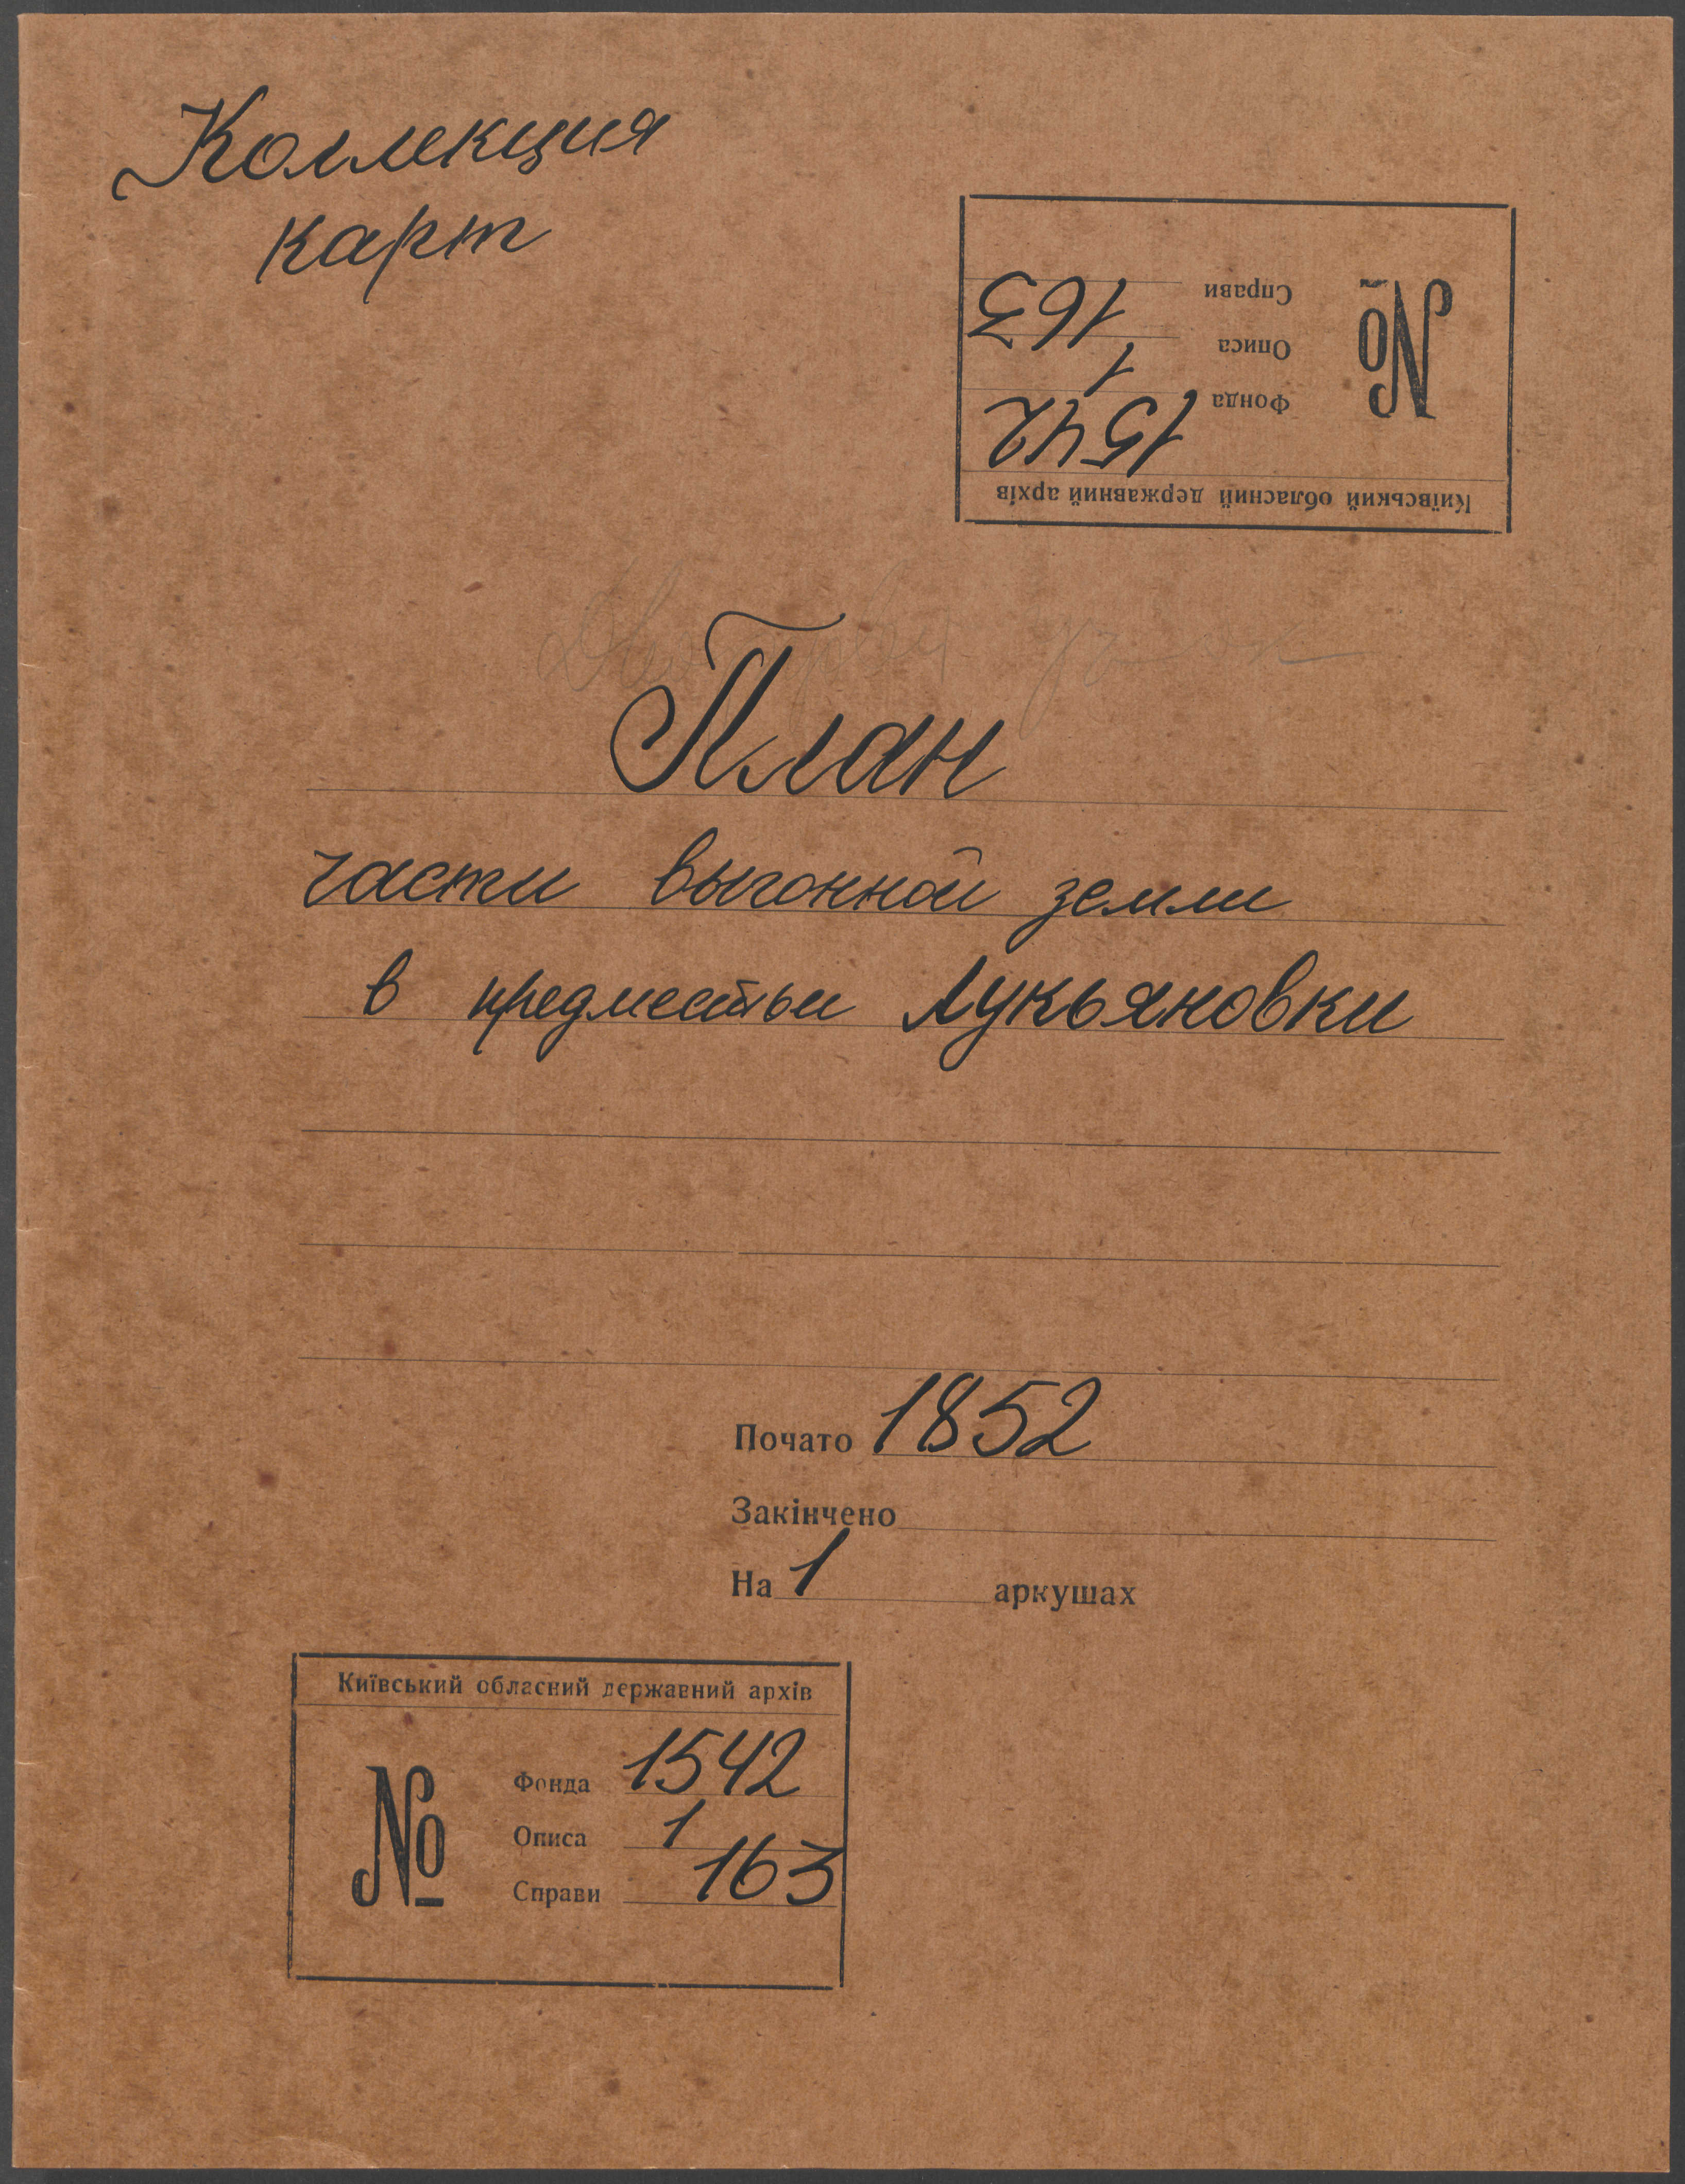 Коллекция
карт
Київський обласний державний архів
№
Фонда 1542
Описа 1
Справи 163
План
части выгонной земли
в предместьи Лукьяновки
Почато 1852
Закінчено
На 1 аркушах
Київський обласний державний архів
№
Фонда 1542
Описа 1
Справи 163